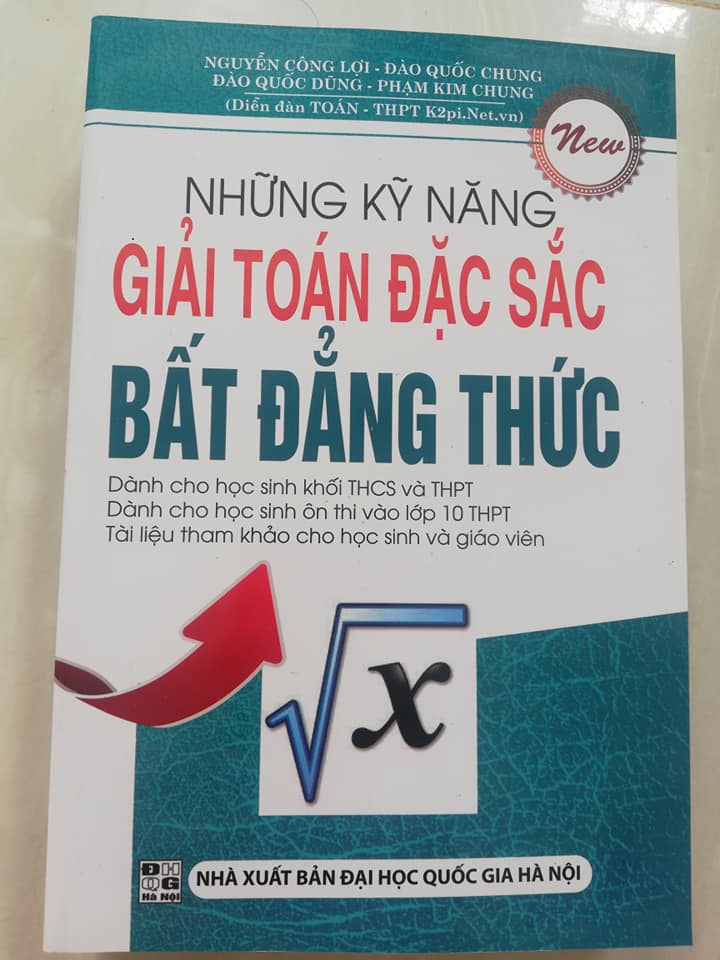 NGUYỄN CÔNG LỢI - ĐÀO QUỐC CHUNG
ĐÀO QUỐC DŨNG - PHẠM KIM CHUNG
(Diễn đàn TOÁN - THPT K2pi.Net.vn)
New
NHỮNG KỸ NĂNG
GIẢI TOÁN ĐẶC SẮC
BẤT ĐẲNG THỨC
Dành cho học sinh khối THCS và THPT
Dành cho học sinh ôn thi vào lớp 10 THPT
Tài liệu tham khảo cho học sinh và giáo viên
√x
ĐH
QG
Hà Nội
NHÀ XUẤT BẢN ĐẠI HỌC QUỐC GIA HÀ NỘI